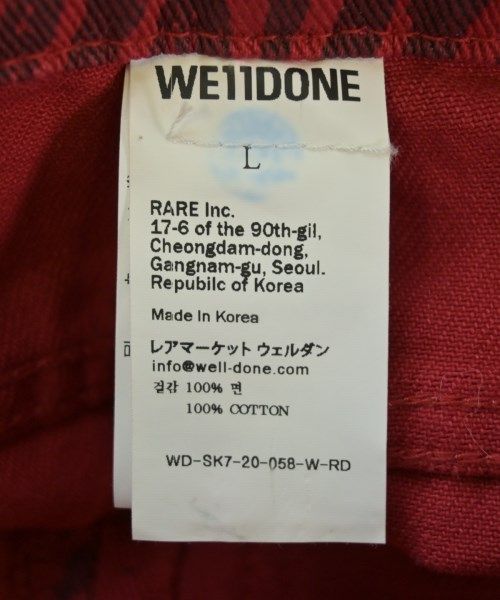 WE11DONE
L
RARE Inc.
17-6 of the 90th-gil,
Cheongdam-dong,
Gangnam-gu, Seoul.
Repubilc of Korea
Made In Korea
レアマーケット ウェルダン
info@well-done.com
겉감 100% 면
100% COTTON
WD-SK7-20-058-W-RD